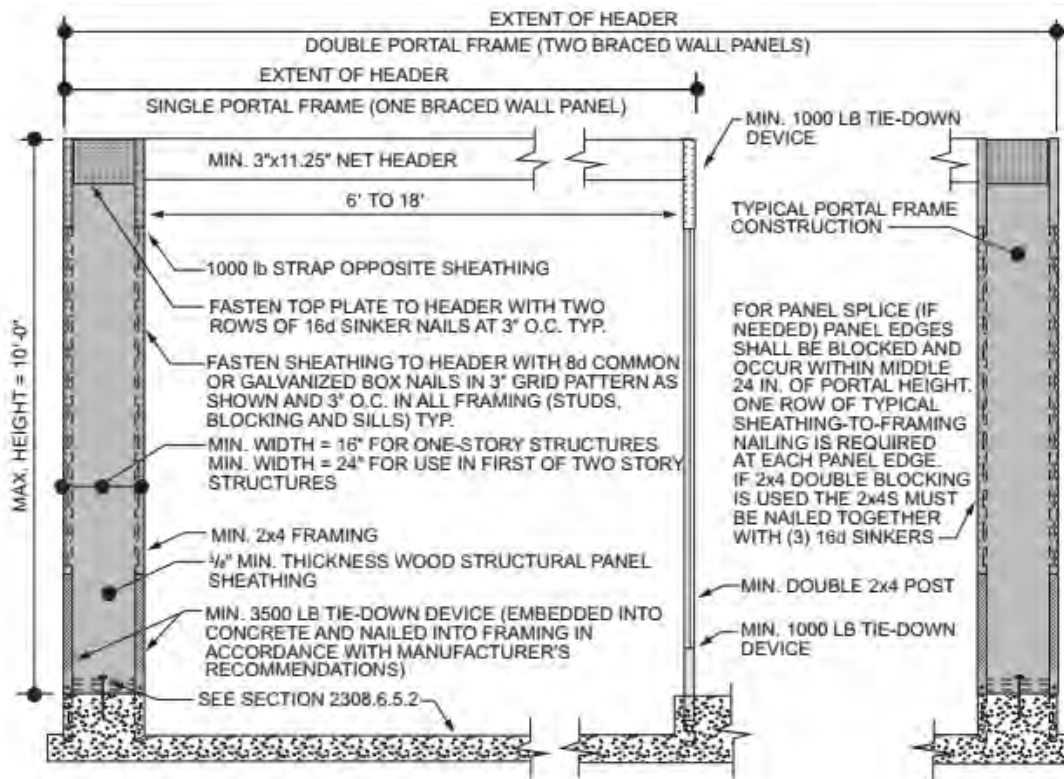 EXTENT OF HEADER
DOUBLE PORTAL FRAME (TWO BRACED WALL PANELS)
EXTENT OF HEADER
SINGLE PORTAL FRAME (ONE BRACED WALL PANEL)
MIN. 1000 LB TIE-DOWN
DEVICE
MIN. 3"x11.25" NET HEADER
6' TO 18'
TYPICAL PORTAL FRAME
CONSTRUCTION
1000 lb STRAP OPPOSITE SHEATHING
FASTEN TOP PLATE TO HEADER WITH TWO
ROWS OF 16d SINKER NAILS AT 3" O.C. TYP.
FASTEN SHEATHING TO HEADER WITH 8d COMMON
OR GALVANIZED BOX NAILS IN 3" GRID PATTERN AS
SHOWN AND 3" O.C. IN ALL FRAMING (STUDS,
BLOCKING AND SILLS) TYP.
MIN. WIDTH = 16" FOR ONE-STORY STRUCTURES
MIN. WIDTH = 24" FOR USE IN FIRST OF TWO STORY
STRUCTURES
MAX. HEIGHT = 10'-0"
FOR PANEL SPLICE (IF
NEEDED) PANEL EDGES
SHALL BE BLOCKED AND
OCCUR WITHIN MIDDLE
24 IN. OF PORTAL HEIGHT.
ONE ROW OF TYPICAL
SHEATHING-TO-FRAMING
NAILING IS REQUIRED
AT EACH PANEL EDGE.
IF 2x4 DOUBLE BLOCKING
IS USED THE 2x4S MUST
BE NAILED TOGETHER
WITH (3) 16d SINKERS
MIN. 2x4 FRAMING
MIN. THICKNESS WOOD STRUCTURAL PANEL
SHEATHING
MIN. DOUBLE 2x4 POST
MIN. 3500 LB TIE-DOWN DEVICE (EMBEDDED INTO
CONCRETE AND NAILED INTO FRAMING IN
ACCORDANCE WITH MANUFACTURER'S
RECOMMENDATIONS)
MIN. 1000 LB TIE-DOWN
DEVICE
SEE SECTION 2308.6.5.2